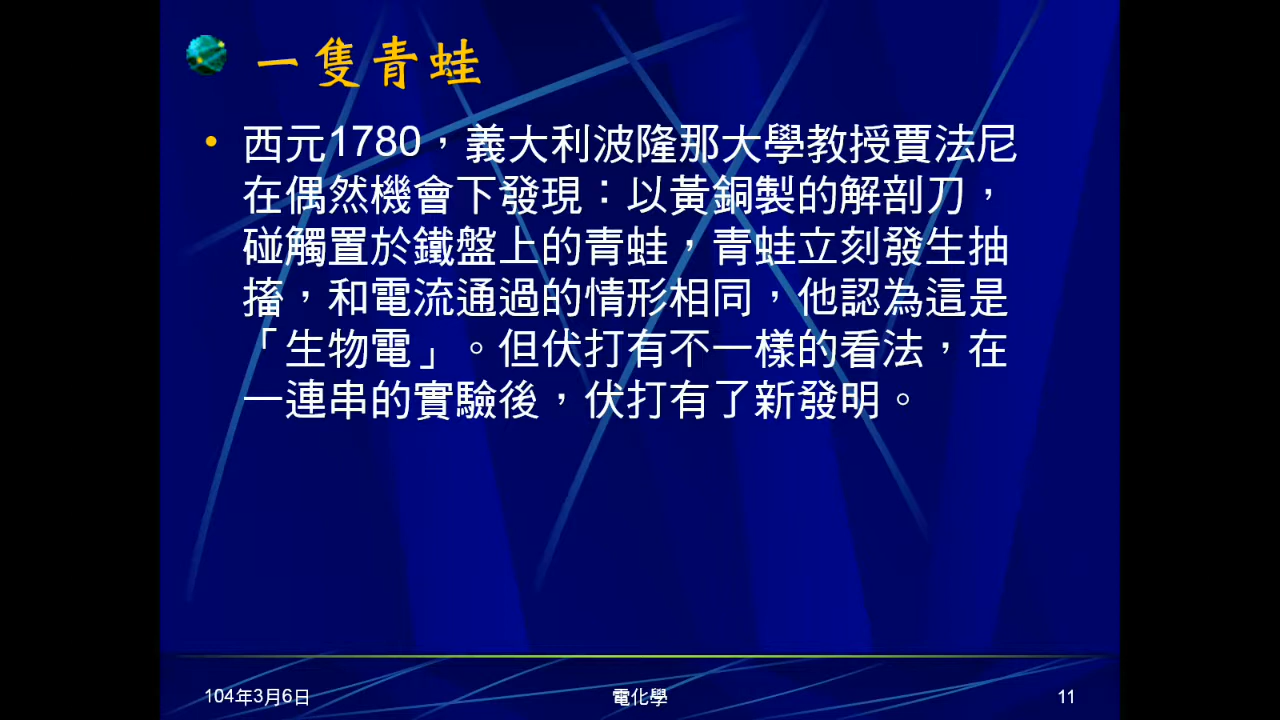 一隻青蛙
• 西元1780，義大利波隆那大學教授賈法尼
在偶然機會下發現：以黃銅製的解剖刀，
碰觸置於鐵盤上的青蛙，青蛙立刻發生抽
搐，和電流通過的情形相同，他認為這是
「生物電」。但伏打有不一樣的看法，在
一連串的實驗後，伏打有了新發明。
104年3月6日
電化學
11